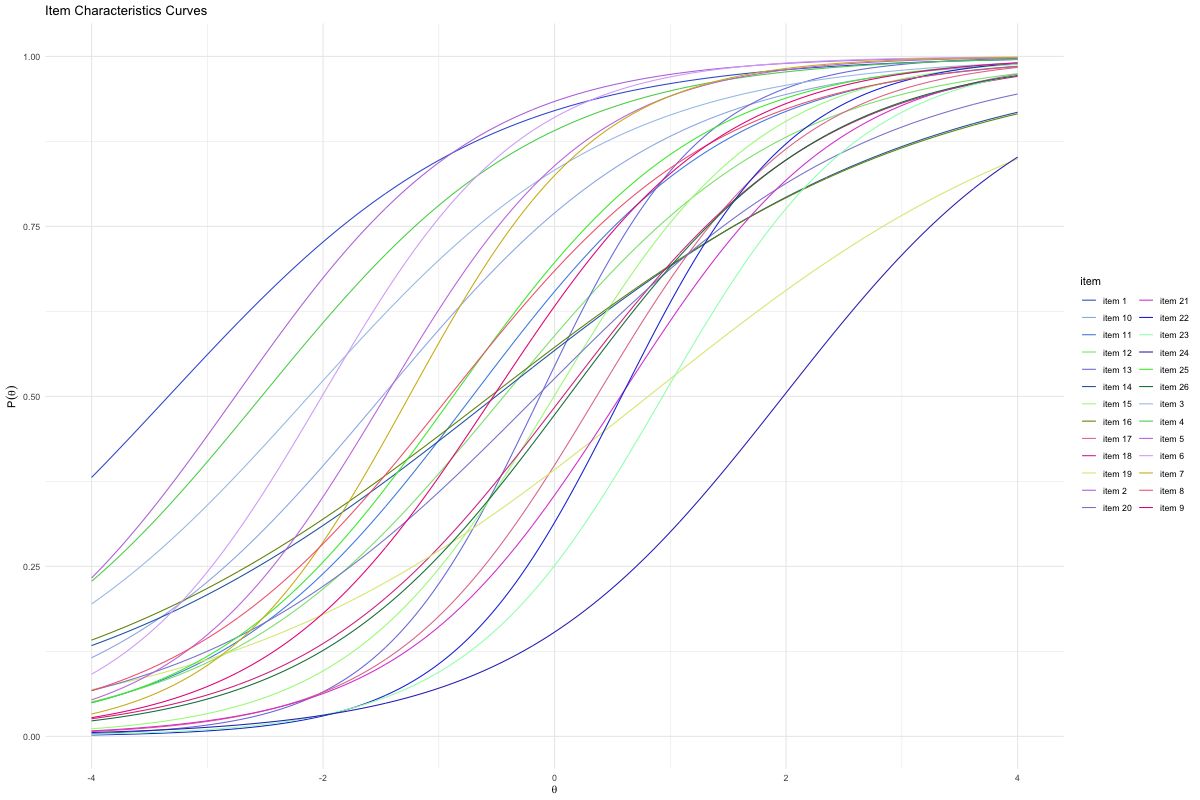 Item Characteristics Curves
1.00
0.75
0.50
0.25
0.00
P(θ)
-4
-2
0
2
4
θ
item
item 1
item 10
item 11
item 12
item 13
item 14
item 15
item 16
item 17
item 18
item 19
item 2
item 20
item 21
item 22
item 23
item 24
item 25
item 26
item 3
item 4
item 5
item 6
item 7
item 8
item 9